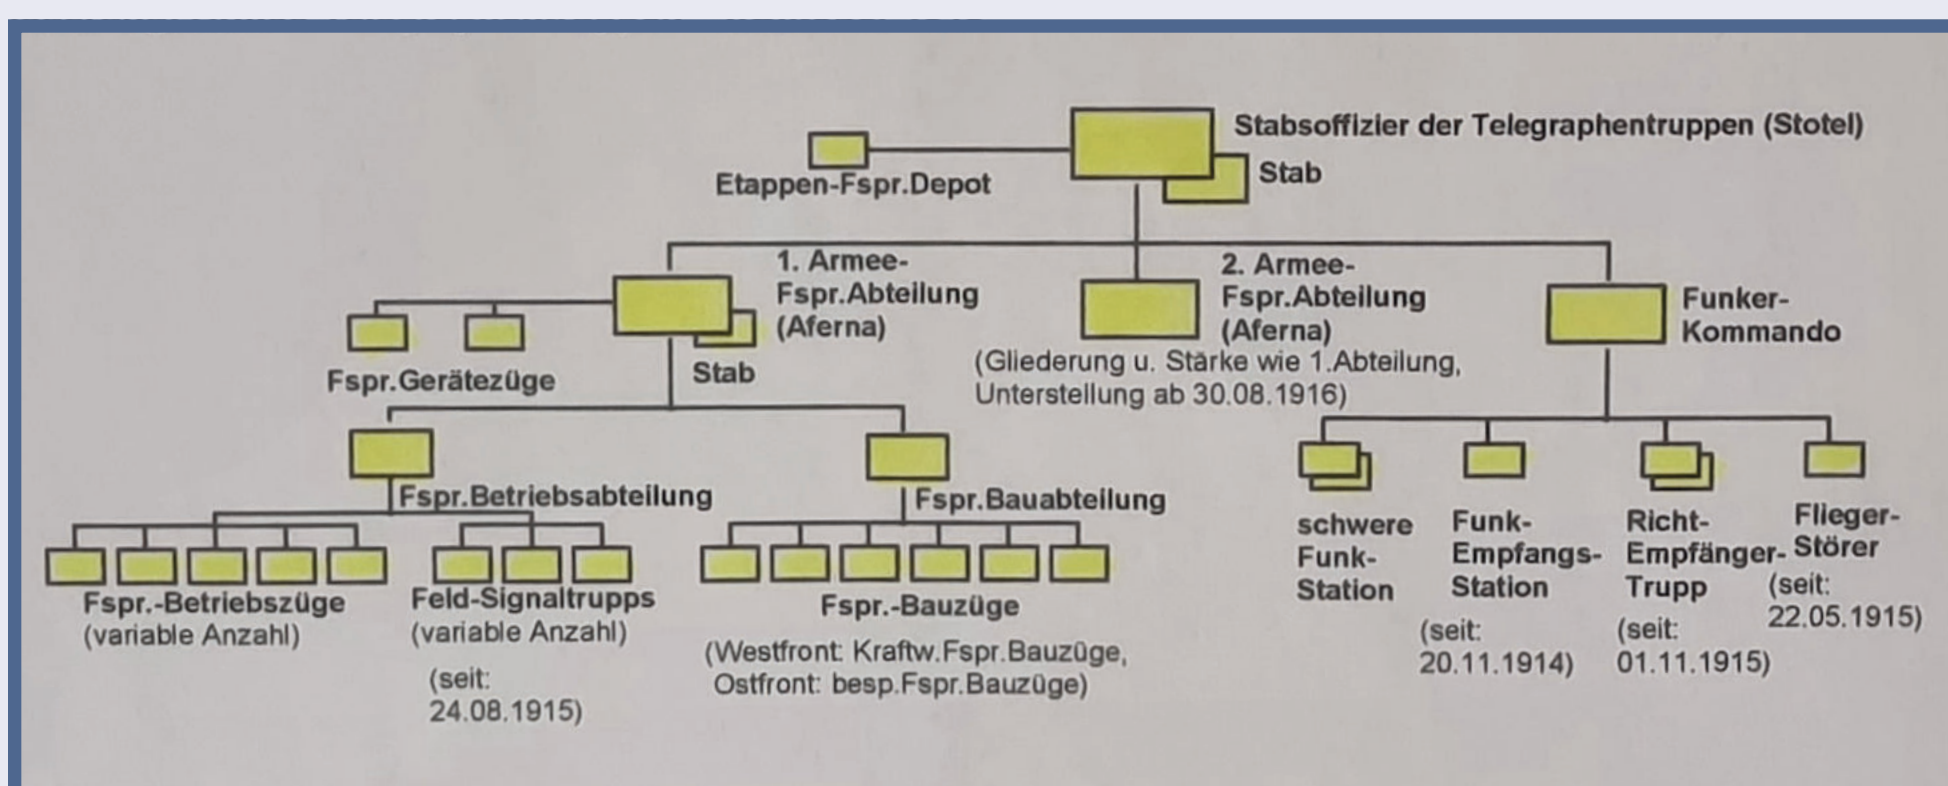 Stabsoffizier der Telegraphentruppen (Stotel)
Stab
Etappen-Fspr.Depot
1. Armee-
Fspr.Abteilung
(Aferna)
Stab
Fspr.Gerätezüge
2. Armee-
Fspr.Abteilung
(Aferna)
(Gliederung u. Stärke wie 1.Abteilung,
Unterstellung ab 30.08.1916)
Funker-
Kommando
Fspr.Betriebsabteilung
Fspr.Bauabteilung
Fspr.-Betriebszüge
(variable Anzahl)
Feld-Signaltrupps
(variable Anzahl)
(seit:
24.08.1915)
Fspr.-Bauzüge
(Westfront: Kraftw.Fspr.Bauzüge,
Ostfront: besp.Fspr.Bauzüge)
schwere
Funk-
Station
Funk-
Empfangs-
Station
(seit:
20.11.1914)
Richt-
Empfänger-
Trupp
(seit:
01.11.1915)
Flieger-
Störer
(seit:
22.05.1915)